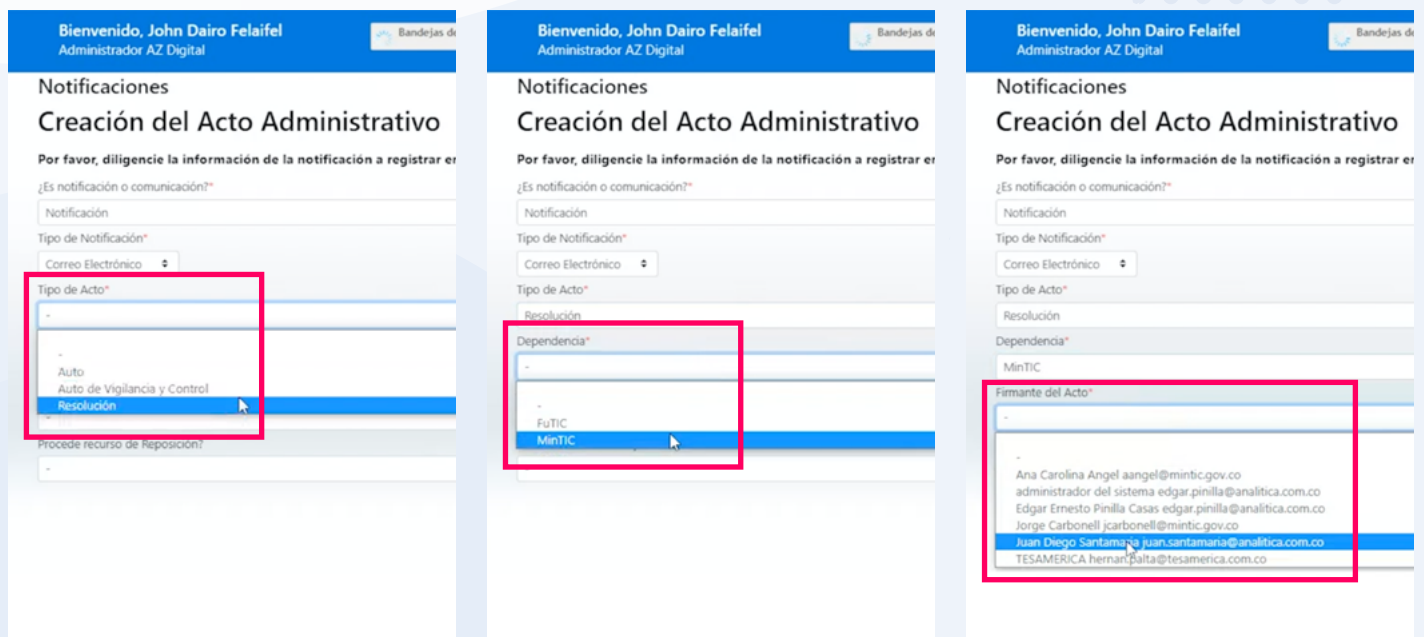 Bienvenido, John Dairo Felaifel
Administrador AZ Digital
Bandejas de
Notificaciones
Creación del Acto Administrativo
Por favor, diligencie la información de la notificación a registrar en
¿Es notificación o comunicación?*
Notificación
Tipo de Notificación*
Correo Electrónico
Tipo de Acto*
-
-
Auto
Auto de Vigilancia y Control
Resolución
-
Procede recurso de Reposición?
-
Bienvenido, John Dairo Felaifel
Administrador AZ Digital
Bandejas de
Notificaciones
Creación del Acto Administrativo
Por favor, diligencie la información de la notificación a registrar en
¿Es notificación o comunicación?*
Notificación
Tipo de Notificación*
Correo Electrónico
Tipo de Acto*
Resolución
Dependencia*
-
-
FuTIC
MinTIC
Bienvenido, John Dairo Felaifel
Administrador AZ Digital
Bandejas de
Notificaciones
Creación del Acto Administrativo
Por favor, diligencie la información de la notificación a registrar en
¿Es notificación o comunicación?*
Notificación
Tipo de Notificación*
Correo Electrónico
Tipo de Acto*
Resolución
Dependencia*
MinTIC
Firmante del Acto*
-
-
Ana Carolina Angel aangel@mintic.gov.co
administrador del sistema edgar.pinilla@analitica.com.co
Edgar Ernesto Pinilla Casas edgar.pinilla@analitica.com.co
Jorge Carbonell jcarbonell@mintic.gov.co
Juan Diego Santamaria juan.santamaria@analitica.com.co
TESAMERICA hernan.palta@tesamerica.com.co